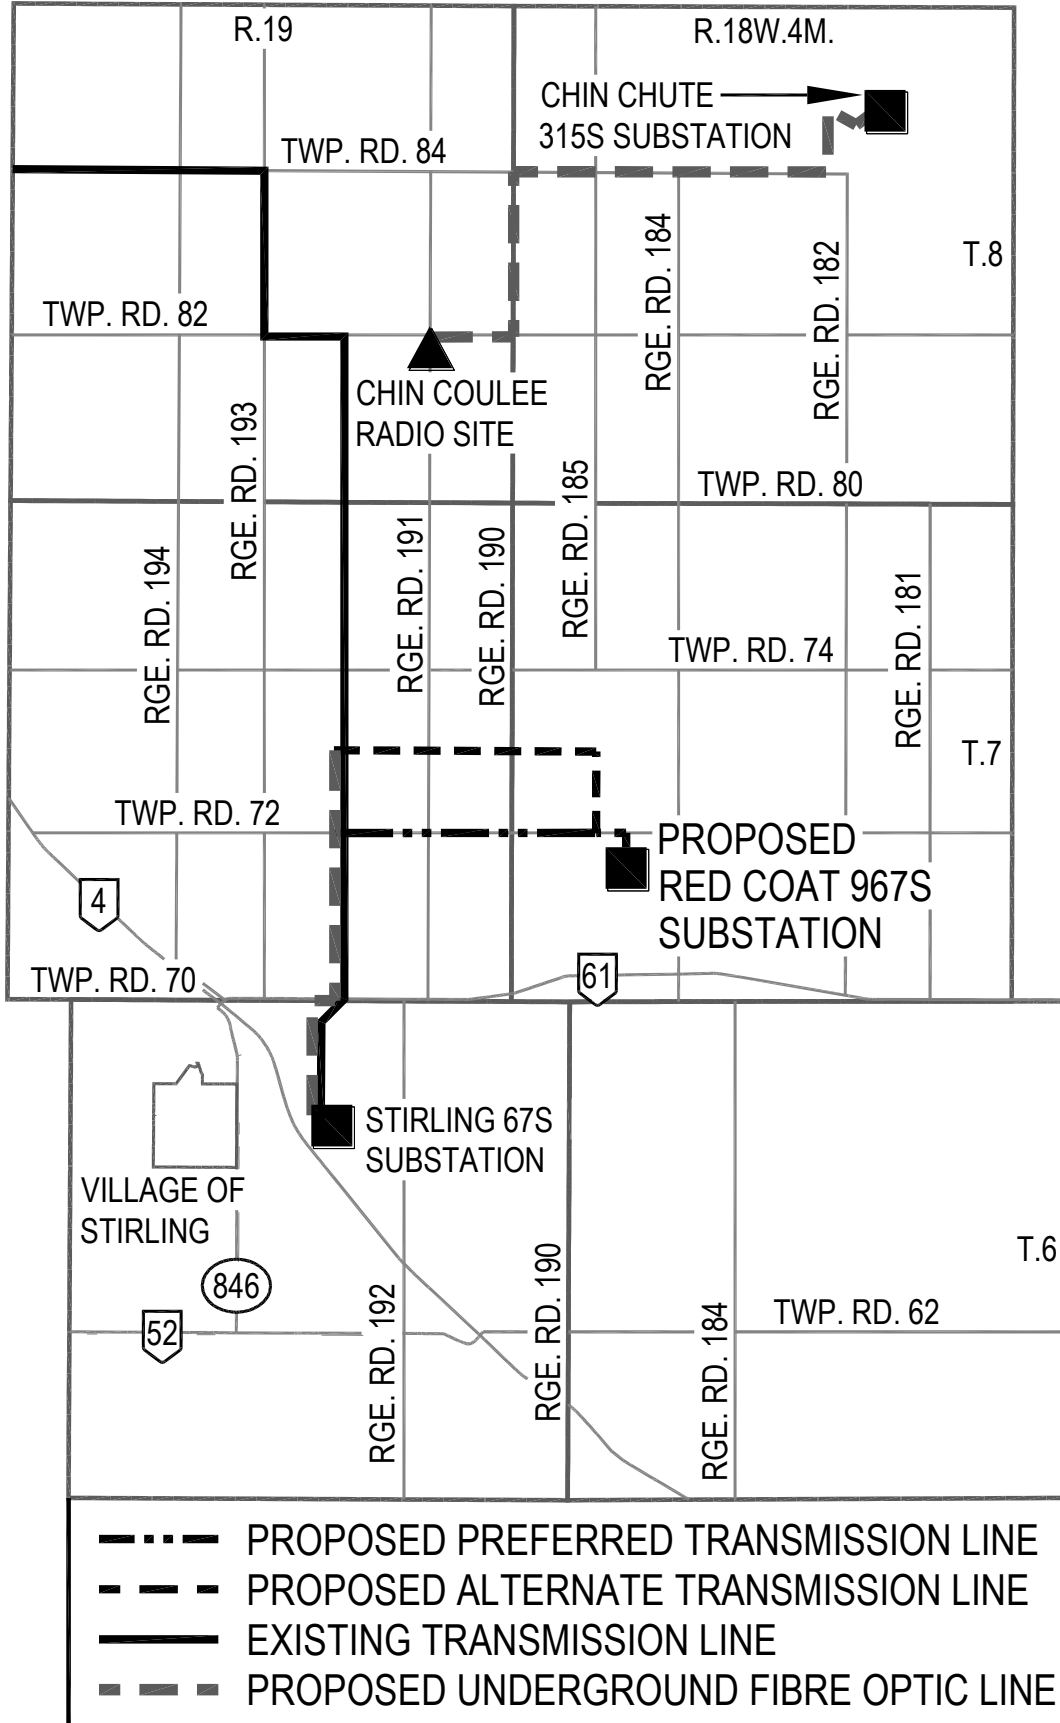 R.19
R.18W.4M.
CHIN CHUTE
315S SUBSTATION
TWP. RD. 84
RGE. RD. 184
RGE. RD. 182
T.8
TWP. RD. 82
CHIN COULEE
RADIO SITE
RGE. RD. 193
RGE. RD. 185
TWP. RD. 80
RGE. RD. 194
RGE. RD. 191
RGE. RD. 190
RGE. RD. 181
TWP. RD. 74
T.7
TWP. RD. 72
PROPOSED
RED COAT 967S
SUBSTATION
4
TWP. RD. 70
61
STIRLING 67S
SUBSTATION
VILLAGE OF
STIRLING
846
52
RGE. RD. 192
RGE. RD. 190
RGE. RD. 184
T.6
TWP. RD. 62
PROPOSED PREFERRED TRANSMISSION LINE
PROPOSED ALTERNATE TRANSMISSION LINE
EXISTING TRANSMISSION LINE
PROPOSED UNDERGROUND FIBRE OPTIC LINE